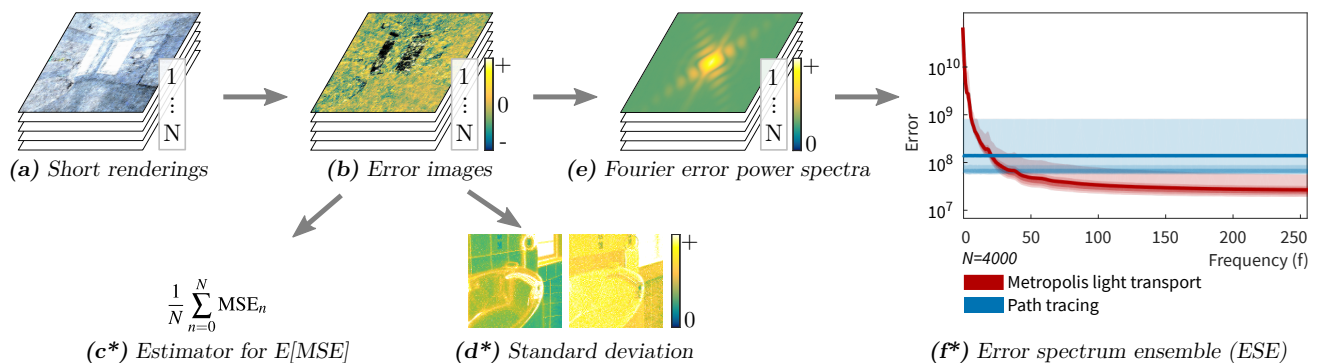 1
⋮
N
(a) Short renderings
1
⋮
N
+
0
-
(b) Error images
1
⋮
N
+
0
(e) Fourier error power spectra
Error
10^10
10^9
10^8
10^7
0 50 100 150 200 250
N=4000 Frequency (f)
Metropolis light transport
Path tracing
(f*) Error spectrum ensemble (ESE)
1/N ∑_{n=0}^{N} MSE_n
(c*) Estimator for E[MSE]
+
0
(d*) Standard deviation